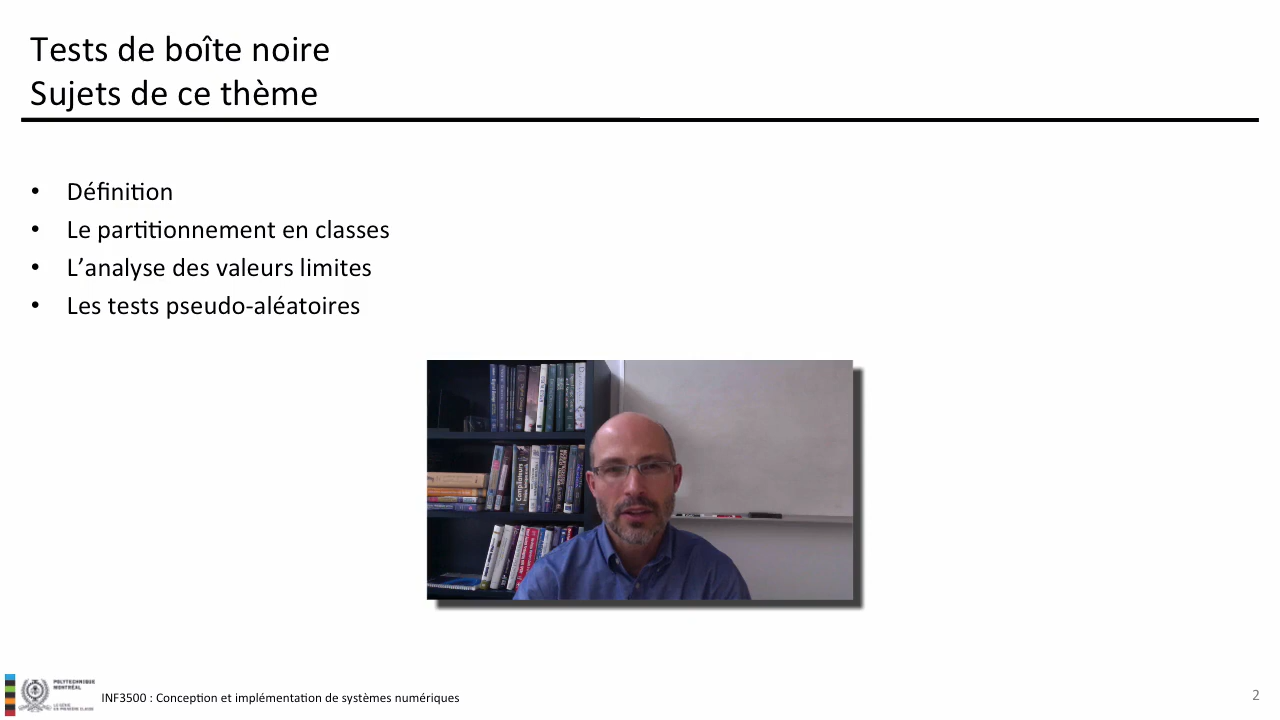 Tests de boîte noire
Sujets de ce thème
• Définition
• Le partitionnement en classes
• L’analyse des valeurs limites
• Les tests pseudo-aléatoires
Compilateurs
POLYTECHNIQUE
MONTRÉAL
INF3500 : Conception et implémentation de systèmes numériques
2